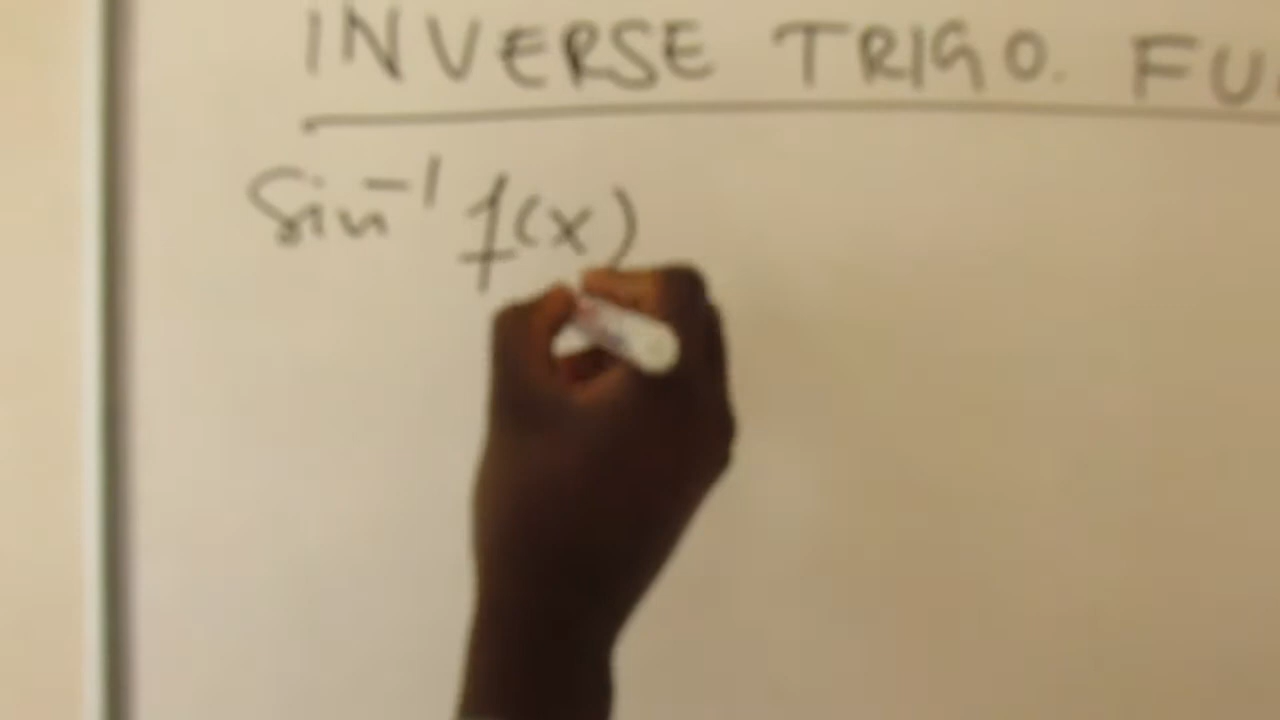 INVERSE TRIGO. FU
Sin⁻¹ f(x)